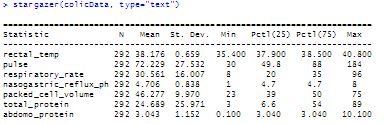 > stargazer(colicData, type="text")
==========================================================================
Statistic N Mean St. Dev. Min Pctl(25) Pctl(75) Max
--------------------------------------------------------------------------
rectal_temp 292 38.176 0.659 35.400 37.900 38.500 40.800
pulse 292 72.229 27.532 30 49.8 88 184
respiratory_rate 292 30.561 16.007 8 20 35 96
nasogastric_reflux_ph 292 4.706 0.838 1 4.7 4.7 8
packed_cell_volume 292 46.277 9.970 23 39 50 75
total_protein 292 24.689 25.971 3 6.6 54 89
abdomo_protein 292 3.043 1.152 0.100 3.040 3.040 10.100
--------------------------------------------------------------------------